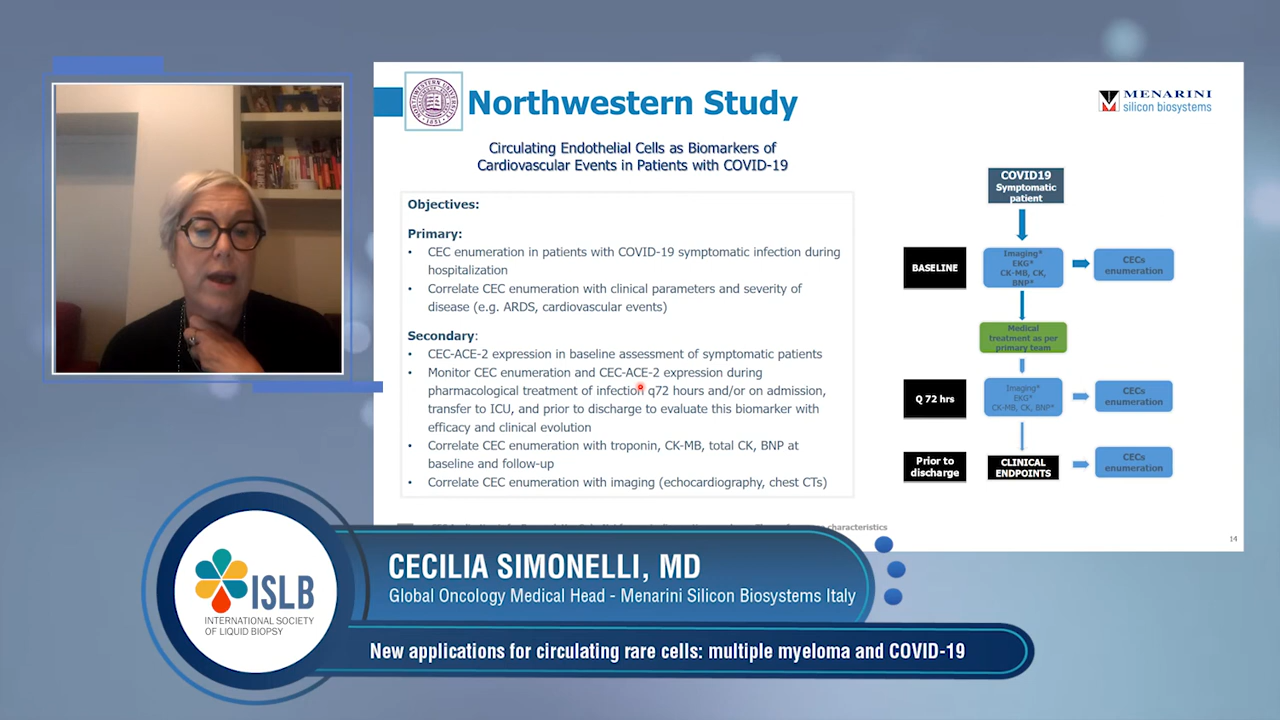 Northwestern Study
MENARINI
silicon biosystems
Circulating Endothelial Cells as Biomarkers of
Cardiovascular Events in Patients with COVID-19
Objectives:
Primary:
• CEC enumeration in patients with COVID-19 symptomatic infection during
hospitalization
• Correlate CEC enumeration with clinical parameters and severity of
disease (e.g. ARDS, cardiovascular events)
Secondary:
• CEC-ACE-2 expression in baseline assessment of symptomatic patients
• Monitor CEC enumeration and CEC-ACE-2 expression during
pharmacological treatment of infection q72 hours and/or on admission,
transfer to ICU, and prior to discharge to evaluate this biomarker with
efficacy and clinical evolution
• Correlate CEC enumeration with troponin, CK-MB, total CK, BNP at
baseline and follow-up
• Correlate CEC enumeration with imaging (echocardiography, chest CTs)
COVID19
Symptomatic
patient
BASELINE
Imaging*
EKG*
CK-MB, CK,
BNP*
CECs
enumeration
Medical
treatment as per
primary team
Q 72 hrs
Imaging*
EKG*
CK-MB, CK, BNP*
CECs
enumeration
Prior to
discharge
CLINICAL
ENDPOINTS
CECs
enumeration
characteristics
14
CECILIA SIMONELLI, MD
Global Oncology Medical Head - Menarini Silicon Biosystems Italy
ISLB
INTERNATIONAL SOCIETY
OF LIQUID BIOPSY
New applications for circulating rare cells: multiple myeloma and COVID-19